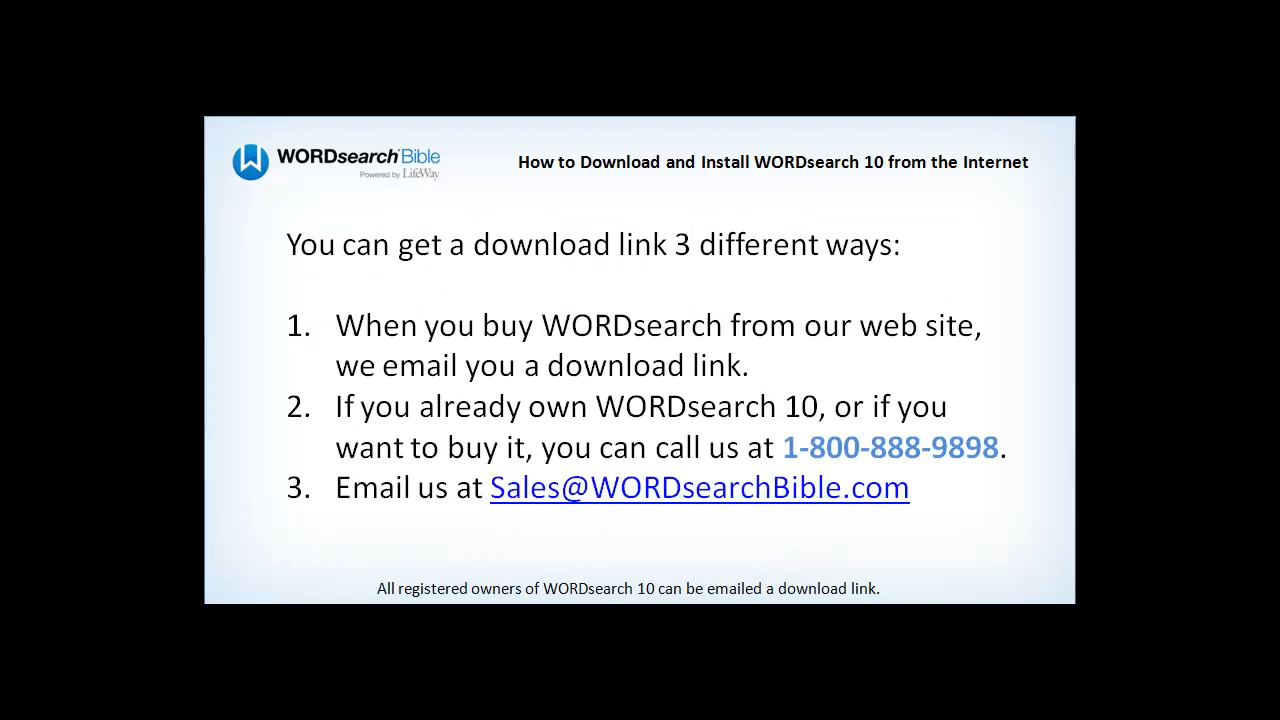 WORDsearch Bible
Powered by LifeWay
How to Download and Install WORDsearch 10 from the Internet
You can get a download link 3 different ways:
1. When you buy WORDsearch from our web site,
we email you a download link.
2. If you already own WORDsearch 10, or if you
want to buy it, you can call us at 1-800-888-9898.
3. Email us at Sales@WORDsearchBible.com
All registered owners of WORDsearch 10 can be emailed a download link.